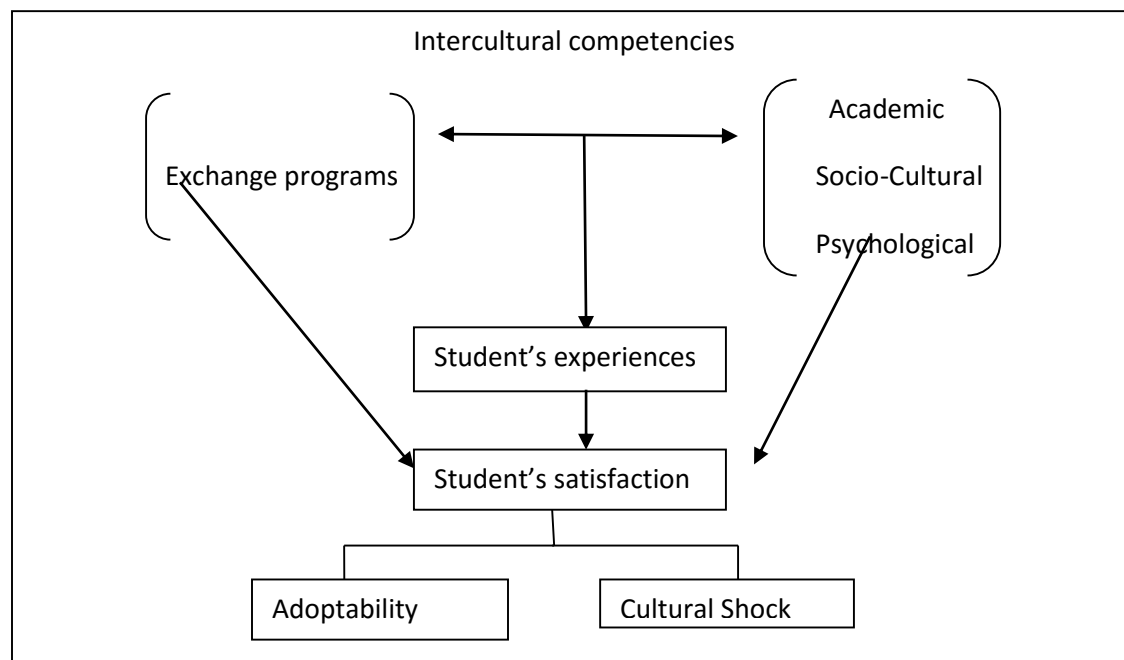 Intercultural competencies
Academic
Exchange programs
Socio-Cultural
Psychological
Student’s experiences
Student’s satisfaction
Adoptability
Cultural Shock